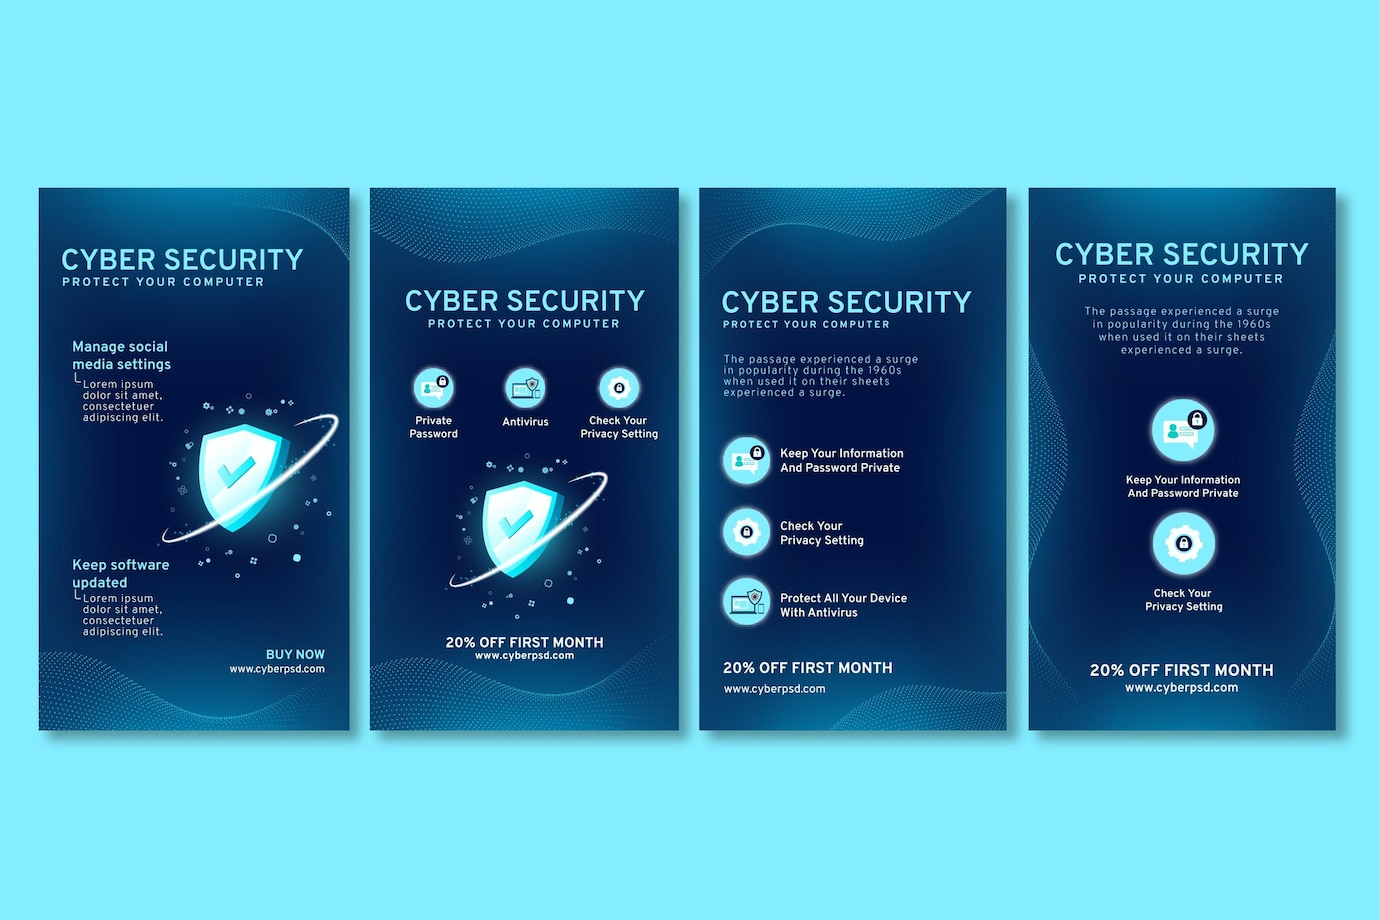 CYBER SECURITY
PROTECT YOUR COMPUTER
Manage social
media settings
Lorem ipsum
dolor sit amet,
consectetuer
adipiscing elit.
Keep software
updated
Lorem ipsum
dolor sit amet,
consectetuer
adipiscing elit.
BUY NOW
www.cyberpsd.com
CYBER SECURITY
PROTECT YOUR COMPUTER
Private
Password
Antivirus
Check Your
Privacy Setting
20% OFF FIRST MONTH
www.cyberpsd.com
CYBER SECURITY
PROTECT YOUR COMPUTER
The passage experienced a surge
in popularity during the 1960s
when used it on their sheets
experienced a surge.
Keep Your Information
And Password Private
Check Your
Privacy Setting
Protect All Your Device
With Antivirus
20% OFF FIRST MONTH
www.cyberpsd.com
CYBER SECURITY
PROTECT YOUR COMPUTER
The passage experienced a surge
in popularity during the 1960s
when used it on their sheets
experienced a surge.
Keep Your Information
And Password Private
Check Your
Privacy Setting
20% OFF FIRST MONTH
www.cyberpsd.com